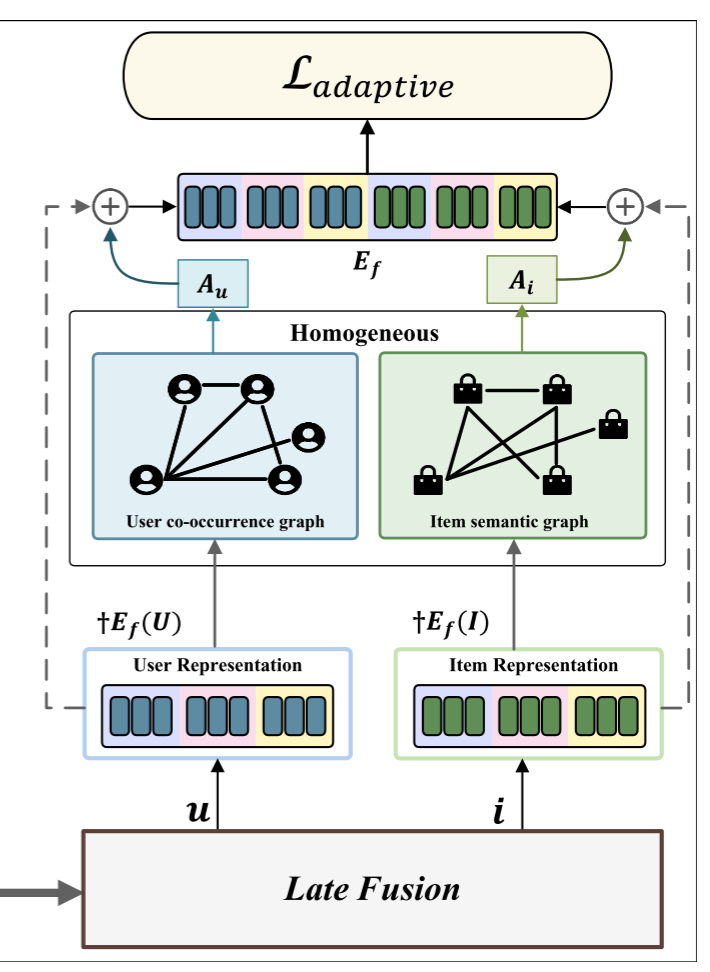 ℒ_adaptive
+
+
E_f
A_u
A_i
Homogeneous
User co-occurrence graph
Item semantic graph
†E_f(U)
†E_f(I)
User Representation
Item Representation
u
i
Late Fusion